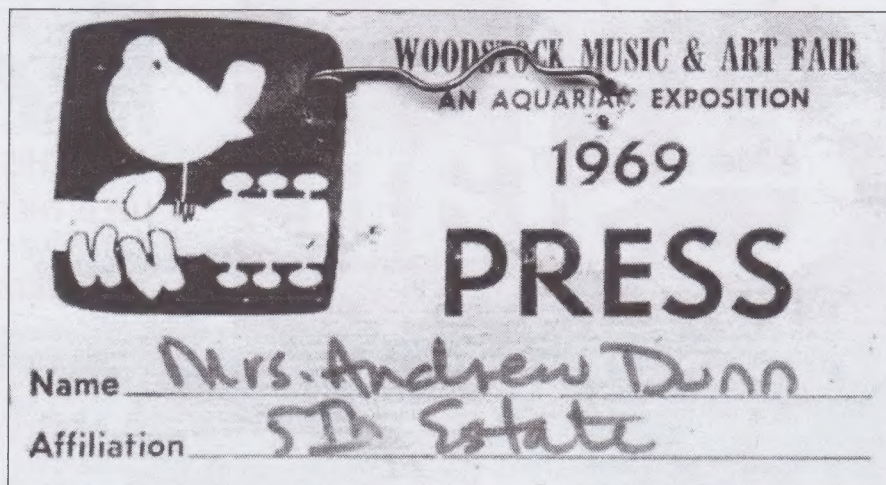 WOODSTOCK MUSIC & ART FAIR
AN AQUARIAN EXPOSITION
1969
PRESS
Name Mrs. Andrew Dunn
Affiliation 5Th Estate